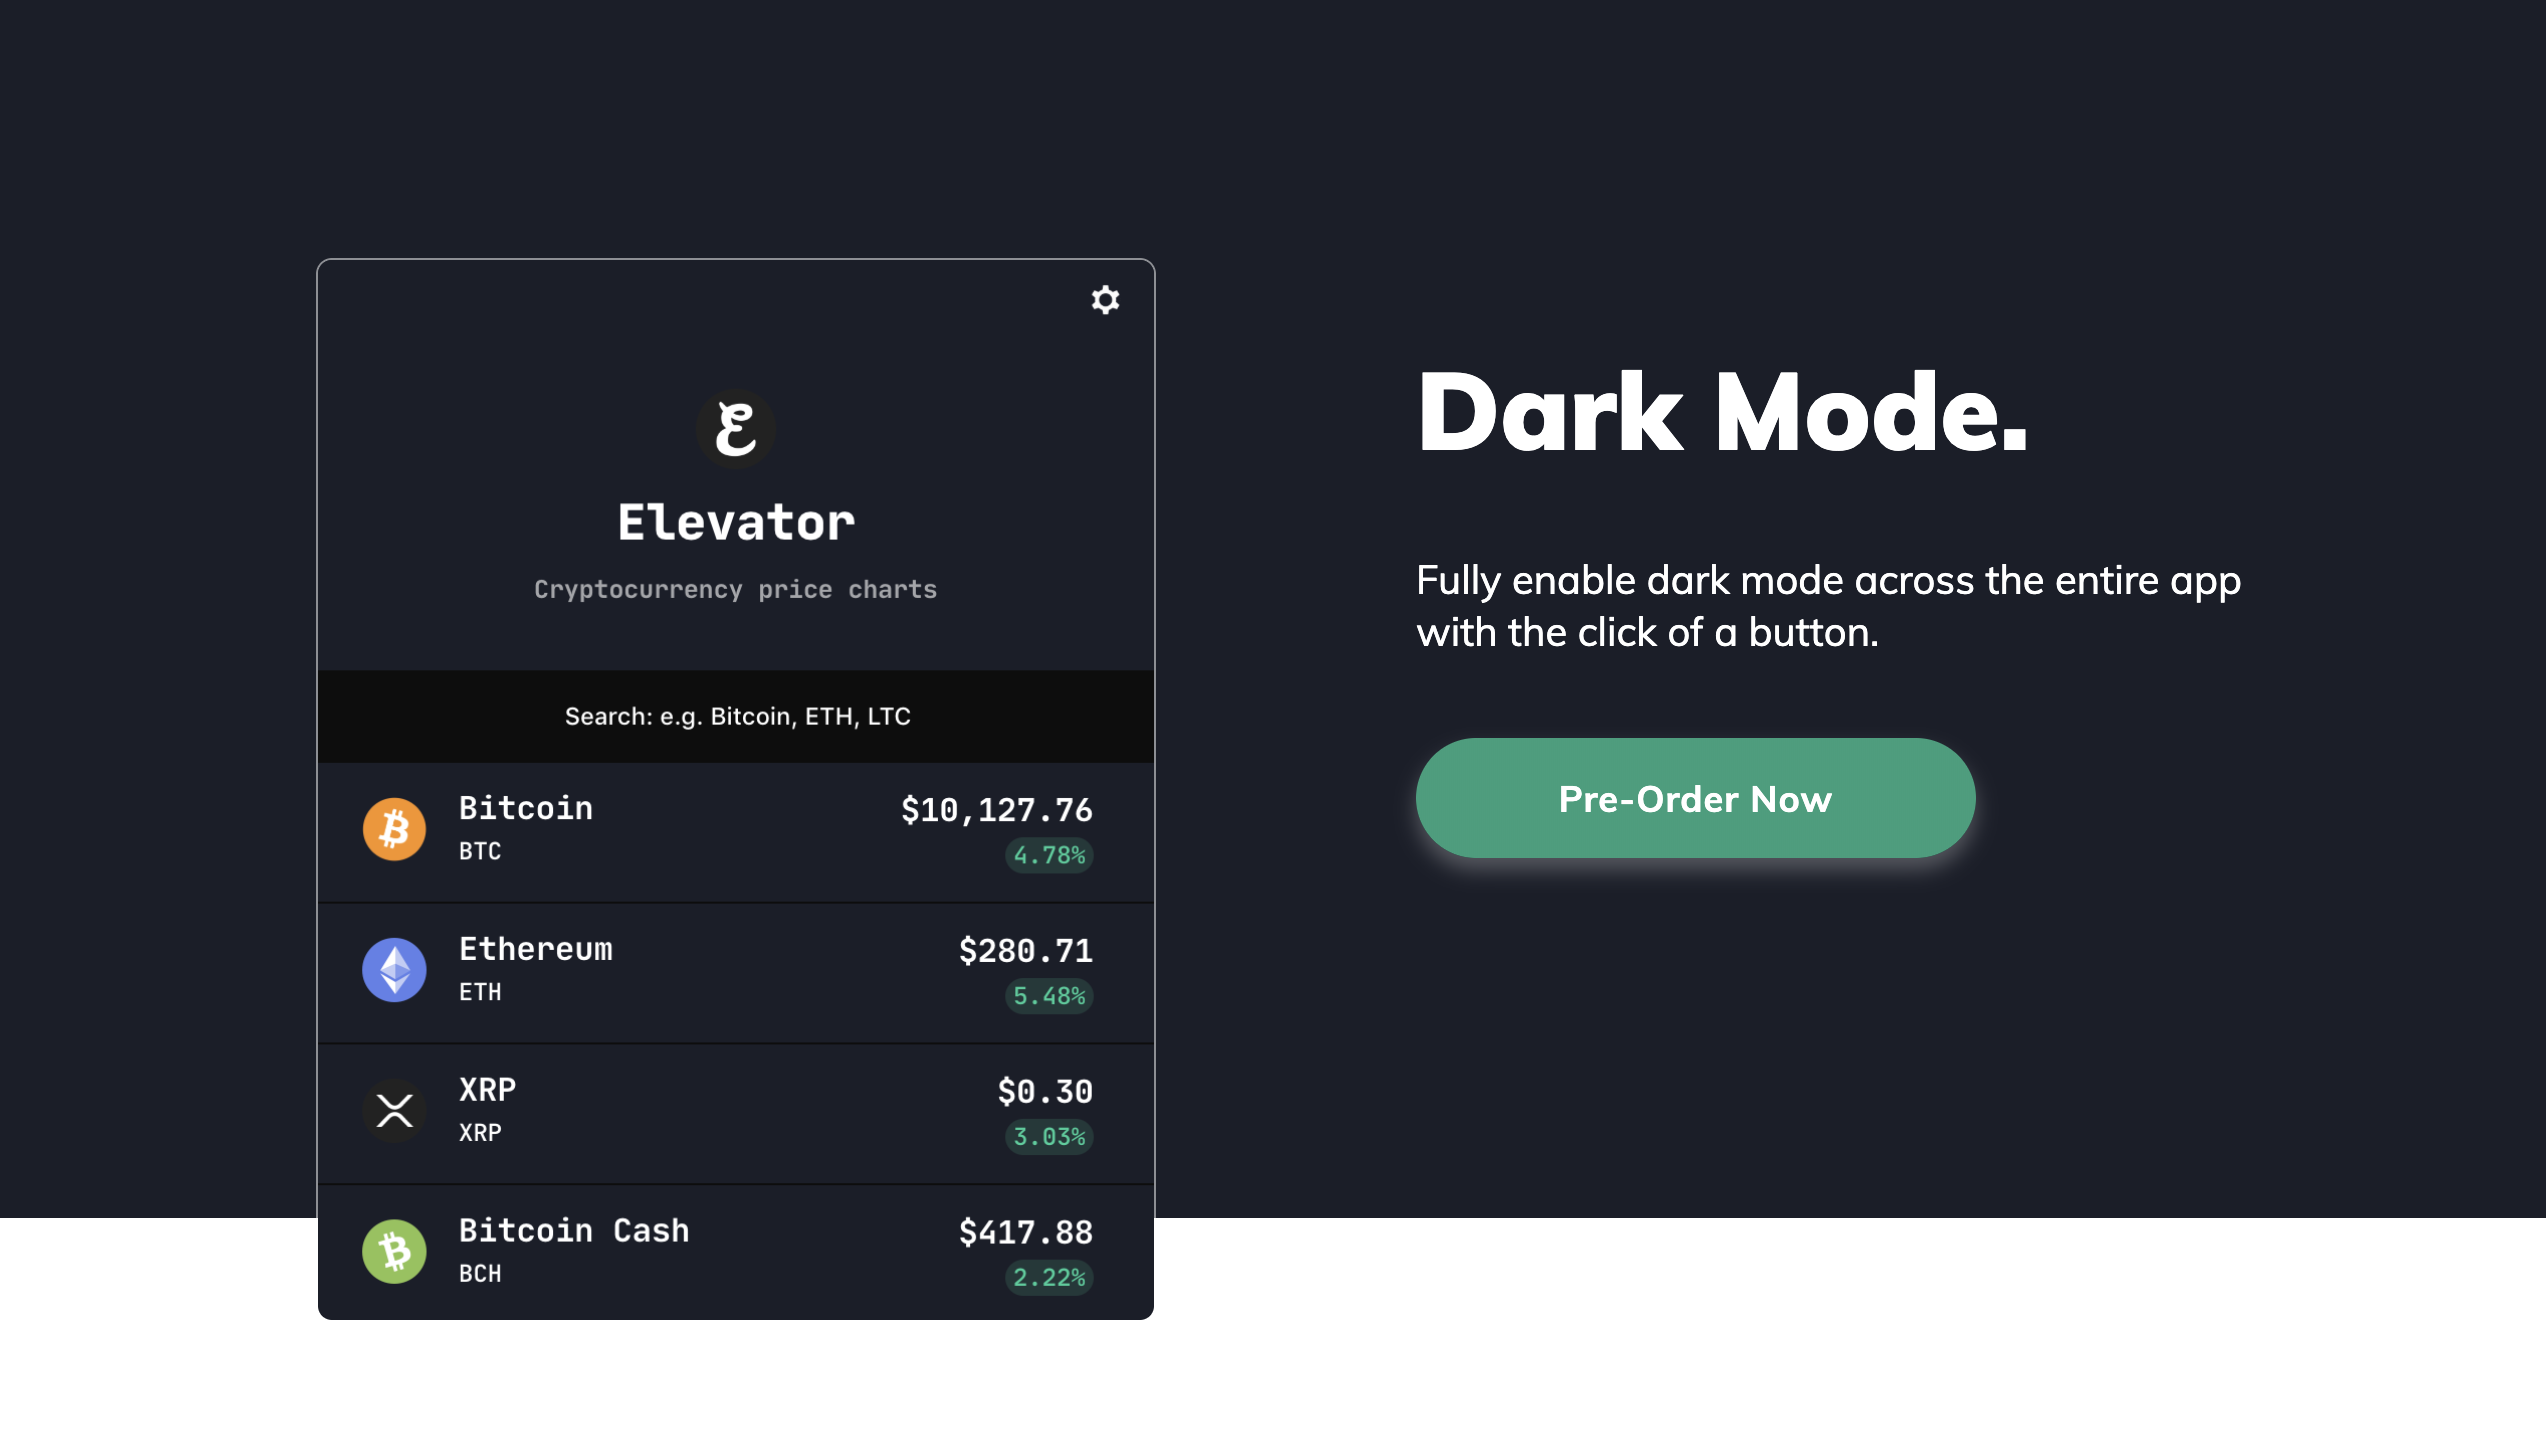 Elevator
Cryptocurrency price charts
Search: e.g. Bitcoin, ETH, LTC
Bitcoin
BTC
$10,127.76
4.78%
Ethereum
ETH
$280.71
5.48%
XRP
XRP
$0.30
3.03%
Bitcoin Cash
BCH
$417.88
2.22%
Dark Mode.
Fully enable dark mode across the entire app
with the click of a button.
Pre-Order Now